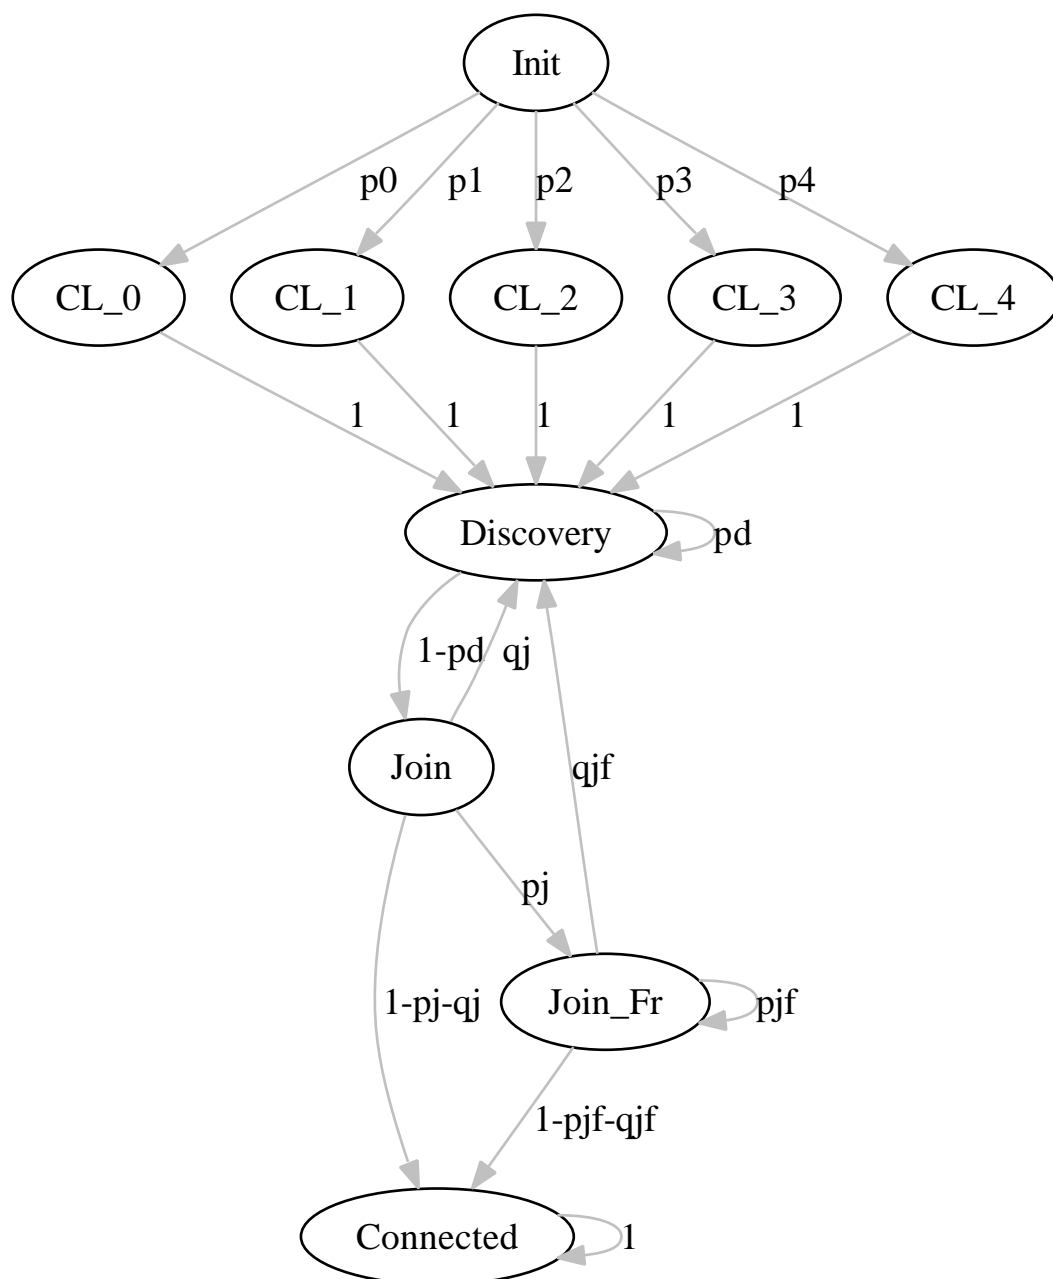 Init
p0
p1
p2
p3
p4
CL_0
CL_1
CL_2
CL_3
CL_4
1
1
1
1
1
Discovery
pd
1-pd
qj
Join
qjf
pj
1-pj-qj
Join_Fr
pjf
1-pjf-qjf
Connected
1